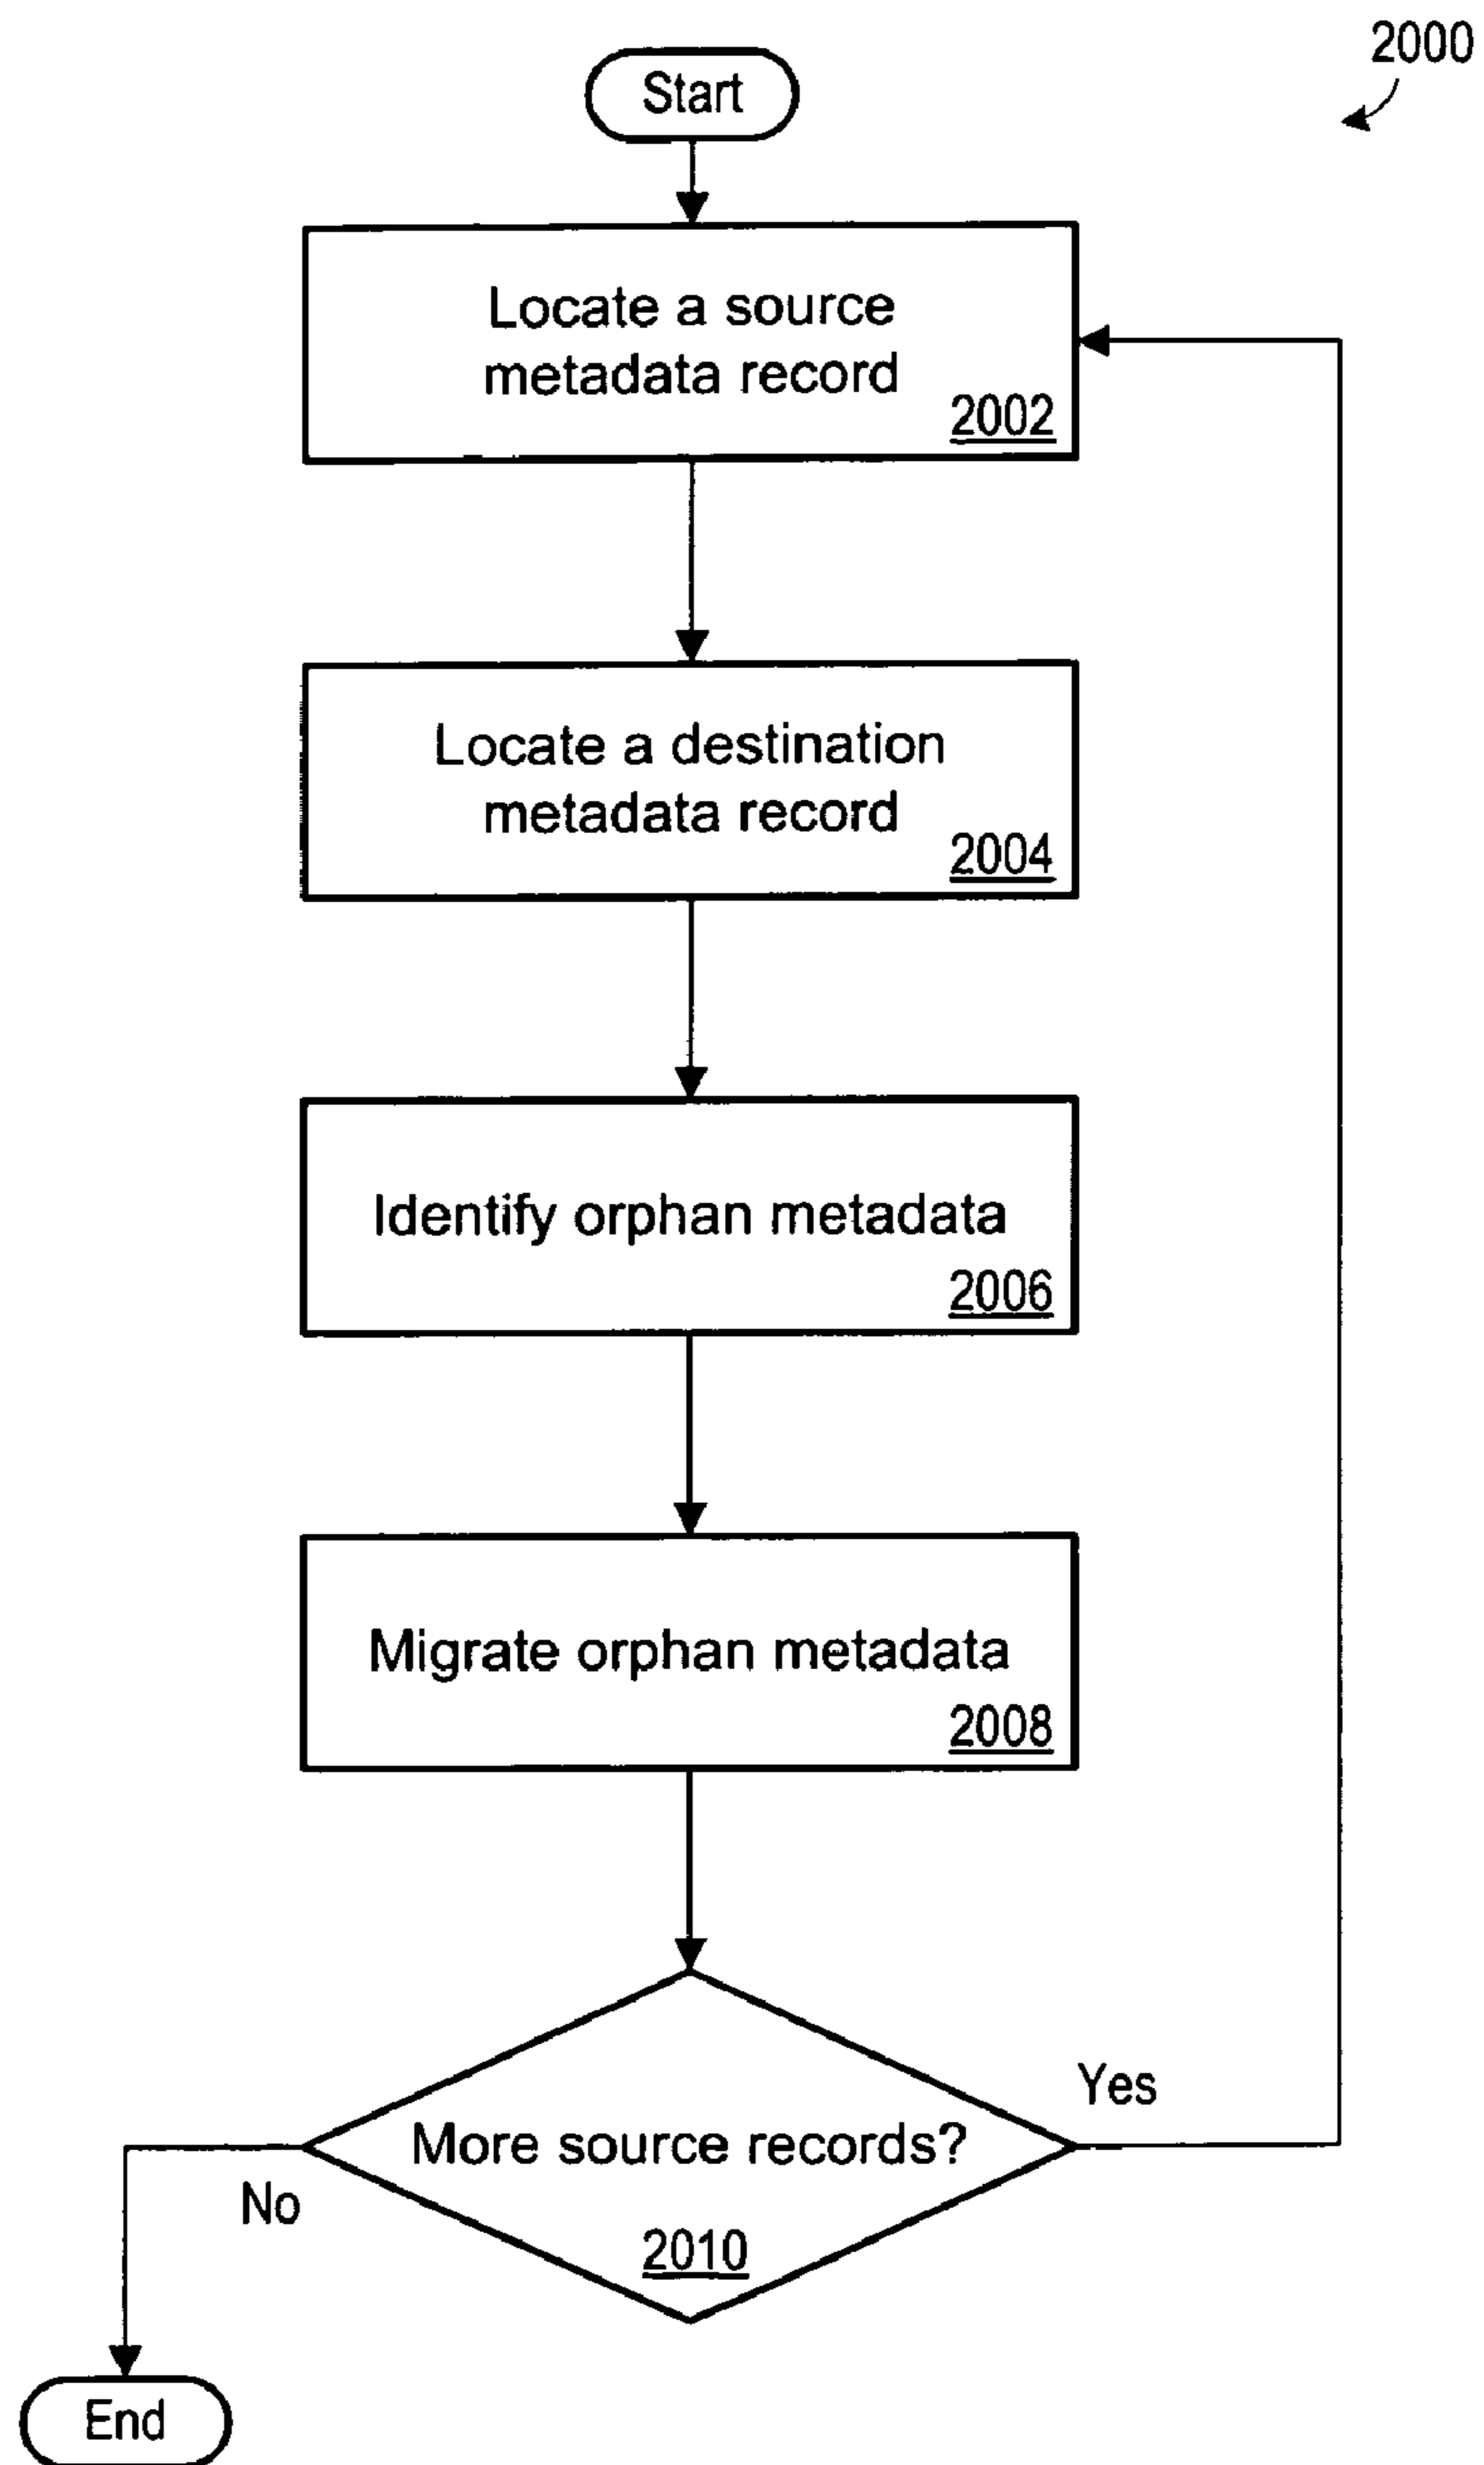 2000
Start
Locate a source
metadata record
2002
Locate a destination
metadata record
2004
Identify orphan metadata
2006
Migrate orphan metadata
2008
Yes
More source records?
No
2010
End